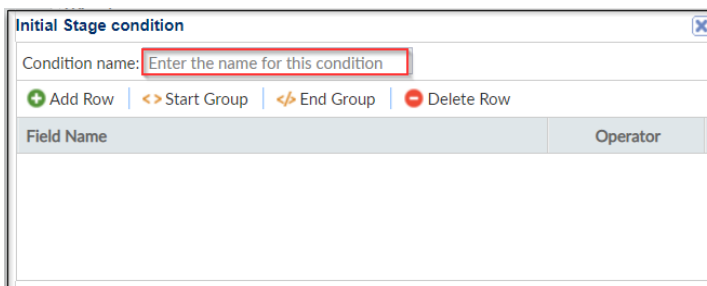 Initial Stage condition
Condition name: Enter the name for this condition
Add Row <> Start Group </> End Group Delete Row
Field Name Operator